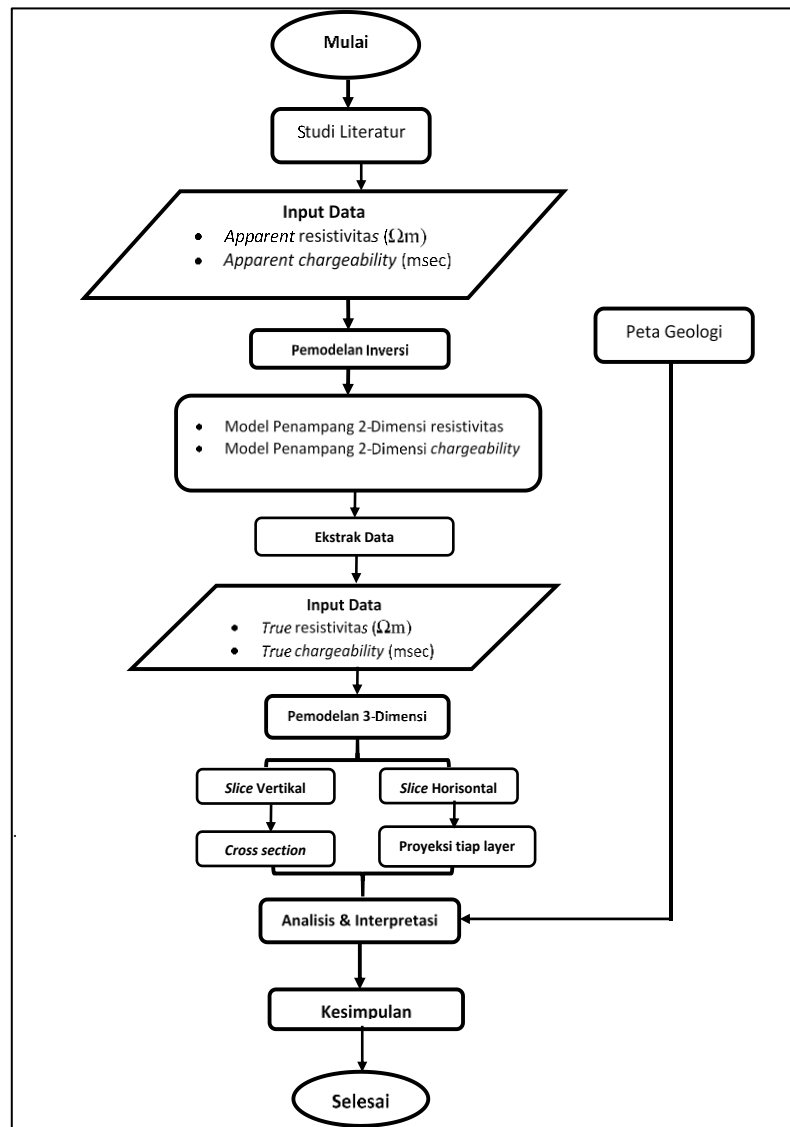 Mulai
Studi Literatur
Input Data
• Apparent resistivitas (Ωm)
• Apparent chargeability (msec)
Peta Geologi
Pemodelan Inversi
• Model Penampang 2-Dimensi resistivitas
• Model Penampang 2-Dimensi chargeability
Ekstrak Data
Input Data
• True resistivitas (Ωm)
• True chargeability (msec)
Pemodelan 3-Dimensi
Slice Vertikal
Slice Horisontal
Cross section
Proyeksi tiap layer
Analisis & Interpretasi
Kesimpulan
Selesai